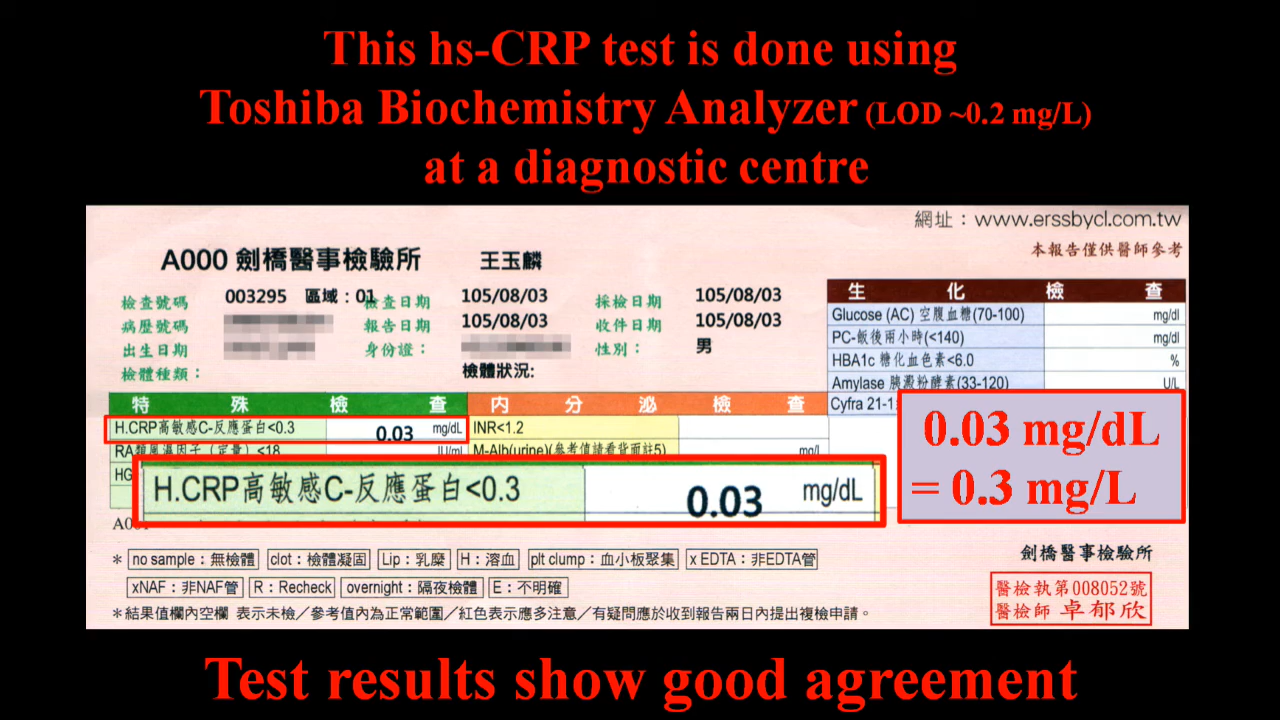 This hs-CRP test is done using
Toshiba Biochemistry Analyzer (LOD ~0.2 mg/L)
at a diagnostic centre
網址：www.erssbycl.com.tw
本報告僅供醫師參考
A000 劍橋醫事檢驗所 王玉麟
檢查號碼 003295 區域：01 檢查日期 105/08/03 採檢日期 105/08/03
病歷號碼 報告日期 105/08/03 收件日期 105/08/03
出生日期 身份證： 性別： 男
檢體種類： 檢體狀況:
生 化 檢 查
Glucose (AC) 空腹血糖(70-100) mg/dl
PC-飯後兩小時(<140) mg/dl
HBA1c 糖化血色素<6.0 %
Amylase 胰澱粉酵素(33-120) U/L
Cyfra 21-1
特 殊 檢 查 內 分 泌 檢 查
H.CRP高敏感C-反應蛋白<0.3 0.03 mg/dL INR<1.2
RA類風濕因子（定量）<18 IU/ml M-Alb(urine)(參考值請看背面註5) mg/l
HG
H.CRP高敏感C-反應蛋白<0.3 0.03 mg/dL
0.03 mg/dL
= 0.3 mg/L
＊ no sample：無檢體 clot：檢體凝固 Lip：乳糜 H：溶血 plt clump：血小板聚集 x EDTA：非EDTA管
xNAF：非NAF管 R：Recheck overnight：隔夜檢體 E：不明確
＊結果值欄內空欄 表示未檢／參考值內為正常範圍／紅色表示應多注意／有疑問應於收到報告兩日內提出複檢申請。
劍橋醫事檢驗所
醫檢執第008052號
醫檢師 卓郁欣
Test results show good agreement